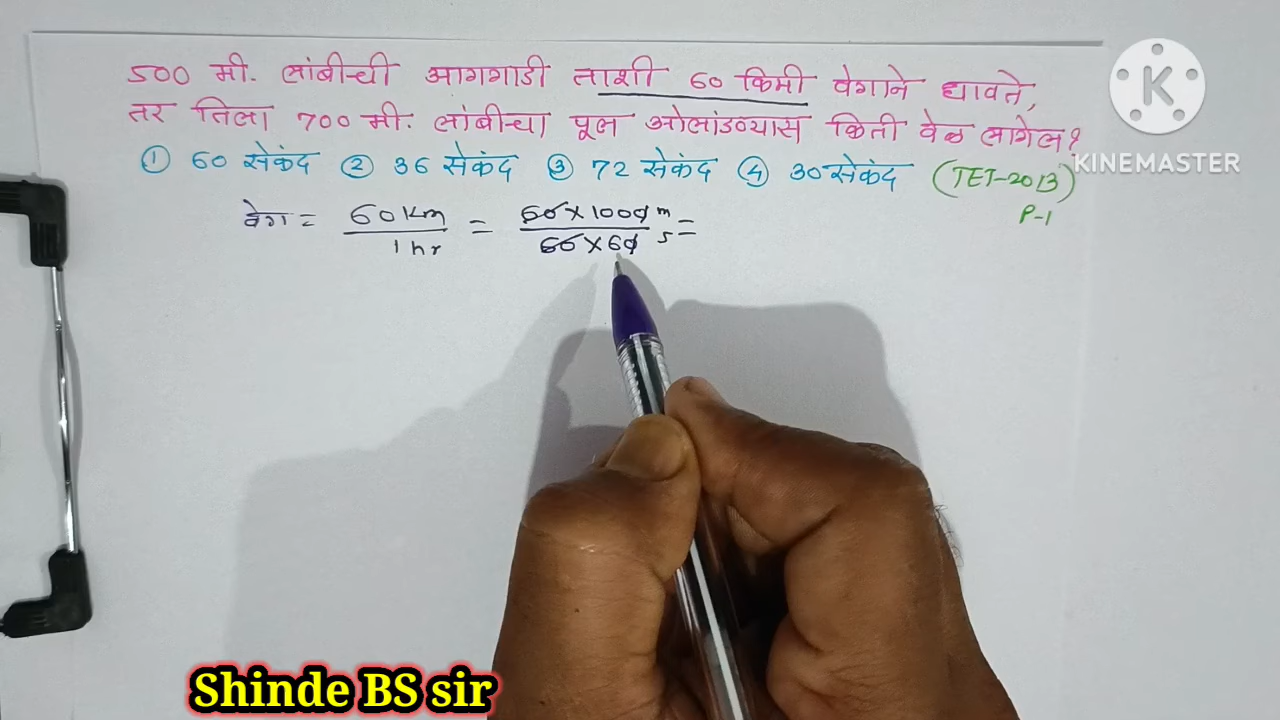 500 मी. लांबीची आगगाडी ताशी 60 किमी वेगाने धावते,
तर तिला 700 मी. लांबीचा पूल ओलांडण्यास किती वेळ लागेल?
① 60 सेकंद ② 36 सेकंद ③ 72 सेकंद ④ 30 सेकंद (TET-2013)
P-1
वेग = 60 Km / 1 hr = 60 × 1000 m / 60 × 60 s =
KINEMASTER
Shinde BS sir